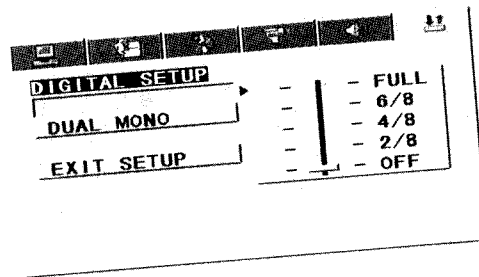 DIGITAL SETUP
DUAL MONO
EXIT SETUP
FULL
6/8
4/8
2/8
OFF